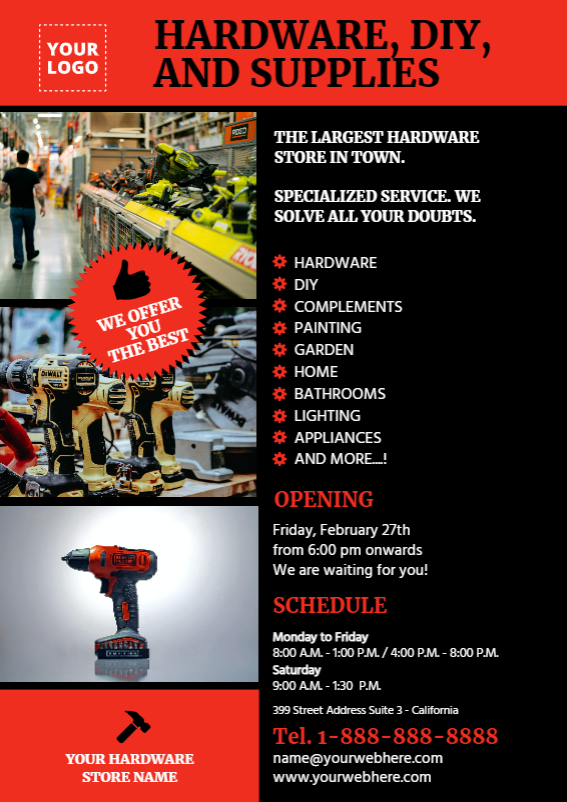 YOUR
LOGO
HARDWARE, DIY,
AND SUPPLIES
THE LARGEST HARDWARE
STORE IN TOWN.
SPECIALIZED SERVICE. WE
SOLVE ALL YOUR DOUBTS.
HARDWARE
DIY
COMPLEMENTS
PAINTING
GARDEN
HOME
BATHROOMS
LIGHTING
APPLIANCES
AND MORE....!
WE OFFER
YOU
THE BEST
DEWALT
OPENING
Friday, February 27th
from 6:00 pm onwards
We are waiting for you!
SCHEDULE
Monday to Friday
8:00 A.M. - 1:00 P.M. / 4:00 P.M. - 8:00 P.M.
Saturday
9:00 A.M. - 1:30 P.M.
399 Street Address Suite 3 - California
Tel. 1-888-888-8888
name@yourwebhere.com
www.yourwebhere.com
YOUR HARDWARE
STORE NAME